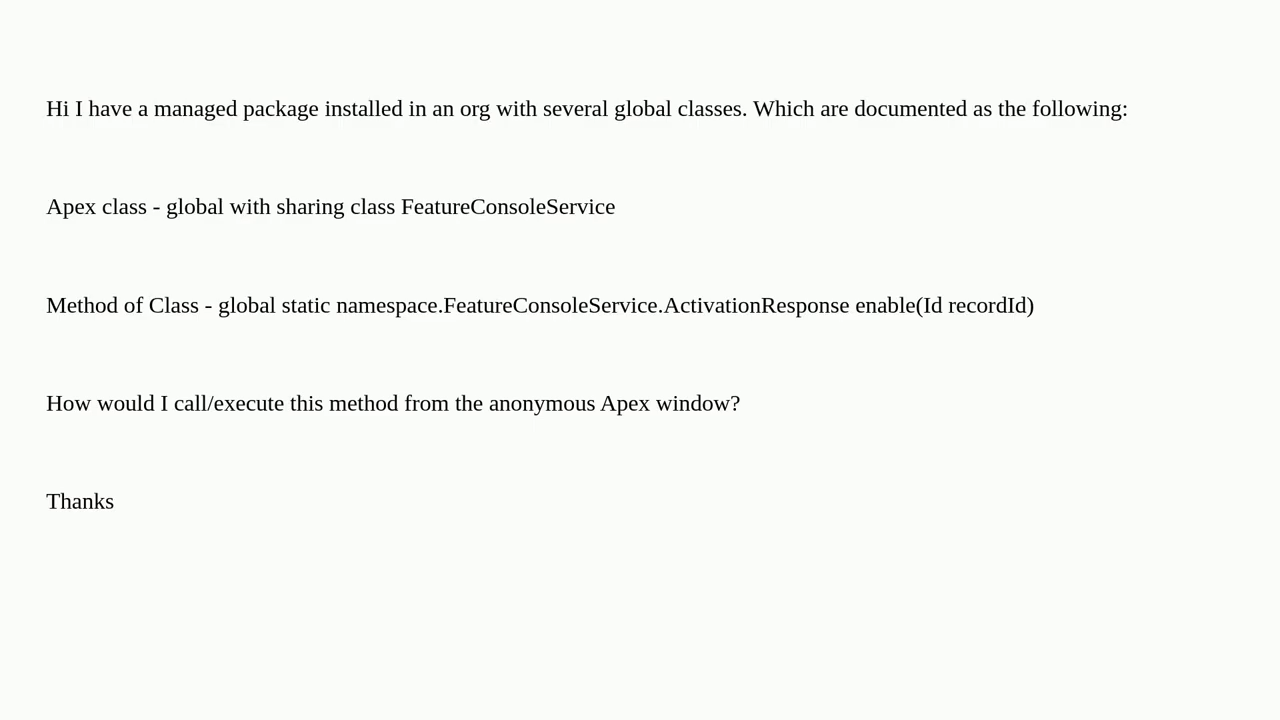 Hi I have a managed package installed in an org with several global classes. Which are documented as the following:
Apex class - global with sharing class FeatureConsoleService
Method of Class - global static namespace.FeatureConsoleService.ActivationResponse enable(Id recordId)
How would I call/execute this method from the anonymous Apex window?
Thanks